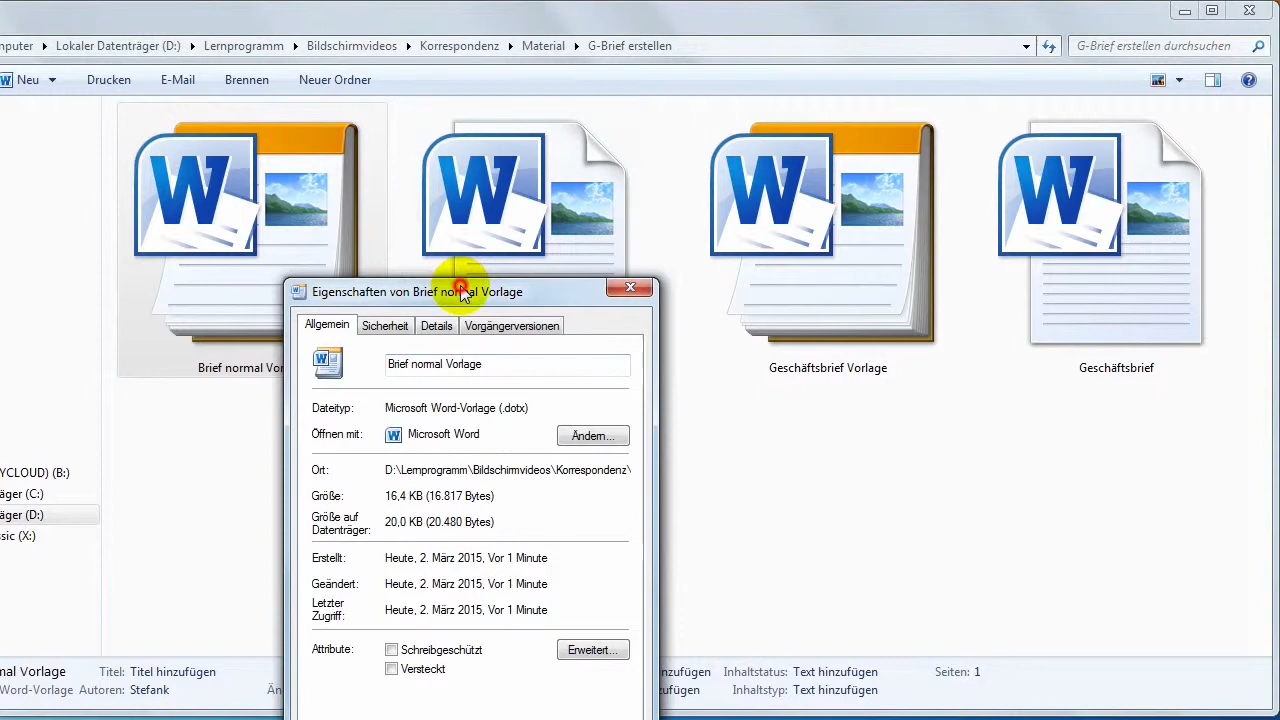 mputer ▸ Lokaler Datenträger (D:) ▸ Lernprogramm ▸ Bildschirmvideos ▸ Korrespondenz ▸ Material ▸ G-Brief erstellen
G-Brief erstellen durchsuchen
Neu Drucken E-Mail Brennen Neuer Ordner
Brief normal Vor
Geschäftsbrief Vorlage
Geschäftsbrief
Eigenschaften von Brief normal Vorlage
Allgemein Sicherheit Details Vorgängerversionen
Brief normal Vorlage
Dateityp: Microsoft Word-Vorlage (.dotx)
Öffnen mit: Microsoft Word Ändern...
Ort: D:\Lernprogramm\Bildschirmvideos\Korrespondenz\
Größe: 16,4 KB (16.817 Bytes)
Größe auf Datenträger: 20,0 KB (20.480 Bytes)
Erstellt: Heute, 2. März 2015, Vor 1 Minute
Geändert: Heute, 2. März 2015, Vor 1 Minute
Letzter Zugriff: Heute, 2. März 2015, Vor 1 Minute
Attribute: Schreibgeschützt Erweitert...
Versteckt
YCLOUD) (B:)
äger (C:)
äger (D:)
ssic (X:)
mal Vorlage Titel: Titel hinzufügen nzufügen Inhaltsstatus: Text hinzufügen Seiten: 1
Word-Vorlage Autoren: Stefank Än zufügen Inhaltstyp: Text hinzufügen